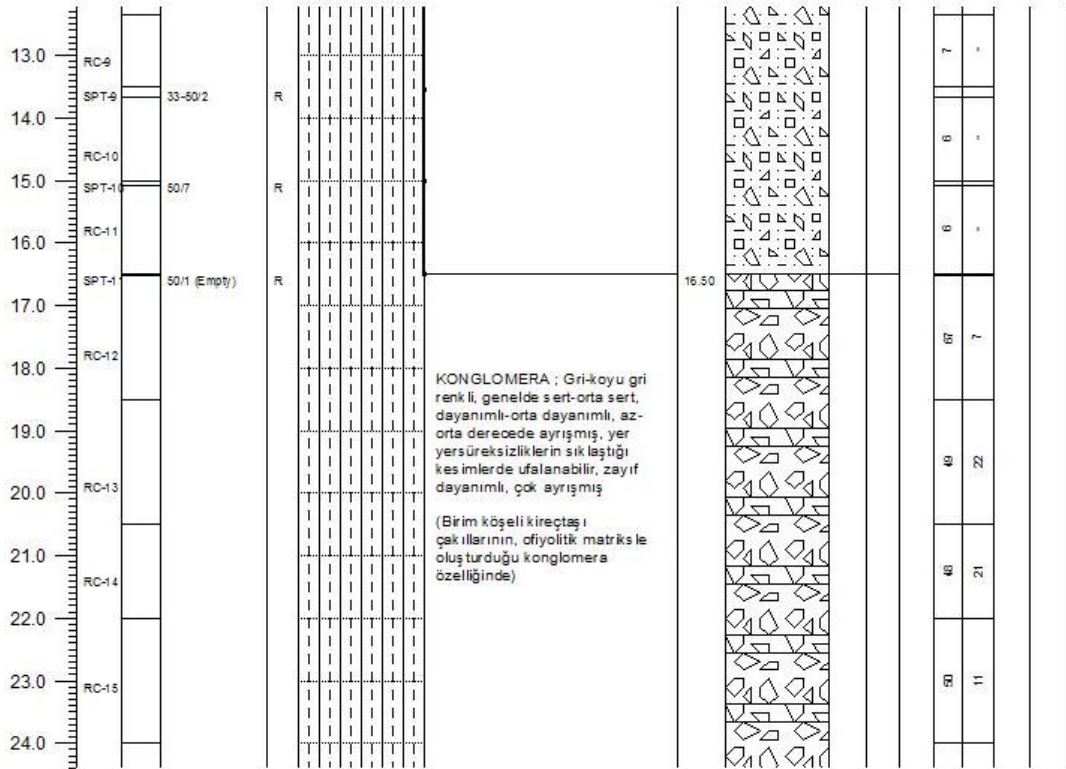 13.0
RC-9
7
-
SPT-9
33-50/2
R
14.0
RC-10
6
-
15.0
SPT-10
50/7
R
RC-11
6
-
16.0
SPT-1
50/1 (Empty)
R
16.50
17.0
RC-12
67
7
18.0
KONGLOMERA ; Gri-koyu gri
renkli, genelde sert-orta sert,
dayanımlı-orta dayanımlı, az-
orta derecede ayrışmış, yer
yersüreksizliklerin sıklaştığı
kesimlerde ufalanabilir, zayıf
dayanımlı, çok ayrışmış
19.0
49
22
20.0
RC-13
(Birim köşeli kireçtaşı
çakıllarının, ofiyolitik matriksle
oluşturduğu konglomera
özelliğinde)
21.0
RC-14
48
21
22.0
23.0
RC-15
50
11
24.0